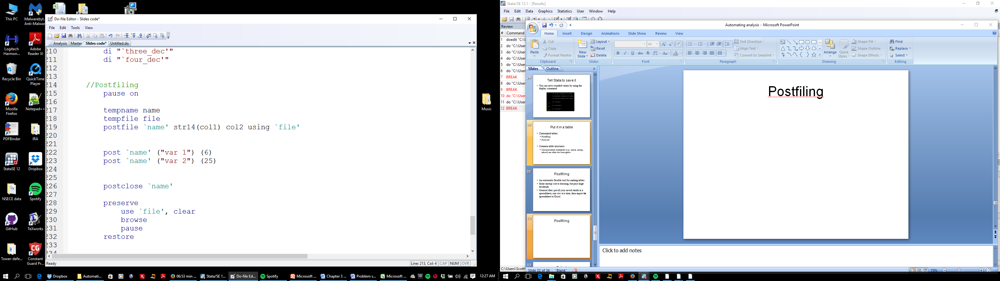 This PC
Malwarebyt...
Anti-Malwar
Logitech
Harmon...
Adobe
Reader XI
Recycle Bin
QuickTime
Player
Mozilla
Firefox
Notepad++
PDFBinder
IRA
StataSE 12
Dropbox
NSECE data
Spotify
GitHub
TeXworks
Tower-defe...
Constant
Guard Pr...
Do-file Editor - Slides code*
File Edit Tools View
Analysis Master Slides code* Untitled.do
210 di "`three_dec'"
211 di "`four_dec'"
212
213
214 //Postfiling
215 pause on
216
217 tempname name
218 tempfile file
219 postfile `name' str14(col1) col2 using `file'
220
221
222 post `name' ("var 1") (6)
223 post `name' ("var 2") (25)
224
225
226 postclose `name'
227
228 preserve
229 use `file', clear
230 browse
231 pause
232 restore
233
234
Ready
Line: 213, Col: 4 CAP NUM OVR
Music
Stata/SE 12.1 - [Results]
File Edit Data Graphics Statistics User Window Help
Review
# Command
1 doedit "C:\U
2 do "C:\User
3 do "C:\User
4 do "C:\User
5 do "C:\User
6 do "C:\User
7 BREAK
8 do "C:\User
9 BREAK
10 do "C:\User
11 do "C:\User
12 BREAK
C:\Users\Scott\
Automating analysis - Microsoft PowerPoint
Home Insert Design Animations Slide Show Review View
Paste
Cut
Copy
Format Painter
Clipboard
New
Slide
Layout
Reset
Delete
Slides
44
Font
Text Direction
Align Text
Convert to SmartArt
Paragraph
Arrange
Quick
Styles
Shape Fill
Shape Outline
Shape Effects
Drawing
Find
Replace
Select
Editing
Slides Outline
29
Tell Stata to save it
• You can save rounded values by using the
display command
30
Put it in a table
• Customized tables
– Postfiling
– Putexcel
• Common table structures
– User-generated commands (e.g. estout, outreg,
tabout) are often the best option
31
Postfiling
• An extremely flexible tool for making tables
• Some startup cost to learning, but pays huge
dividends
• General idea: put all your saved results in a
spreadsheet, one row at a time, then export the
spreadsheet to Excel
32
Postfiling
33
Postfiling
Click to add notes
Slide 32 of 36 "Blank" 75%
Dropbox Automati... 06:53 min ... Stata/SE 1... Do-file Ed... Spotify Microsoft ... Chapter 3 ... Problem s... Microsoft ... 12:27 AM